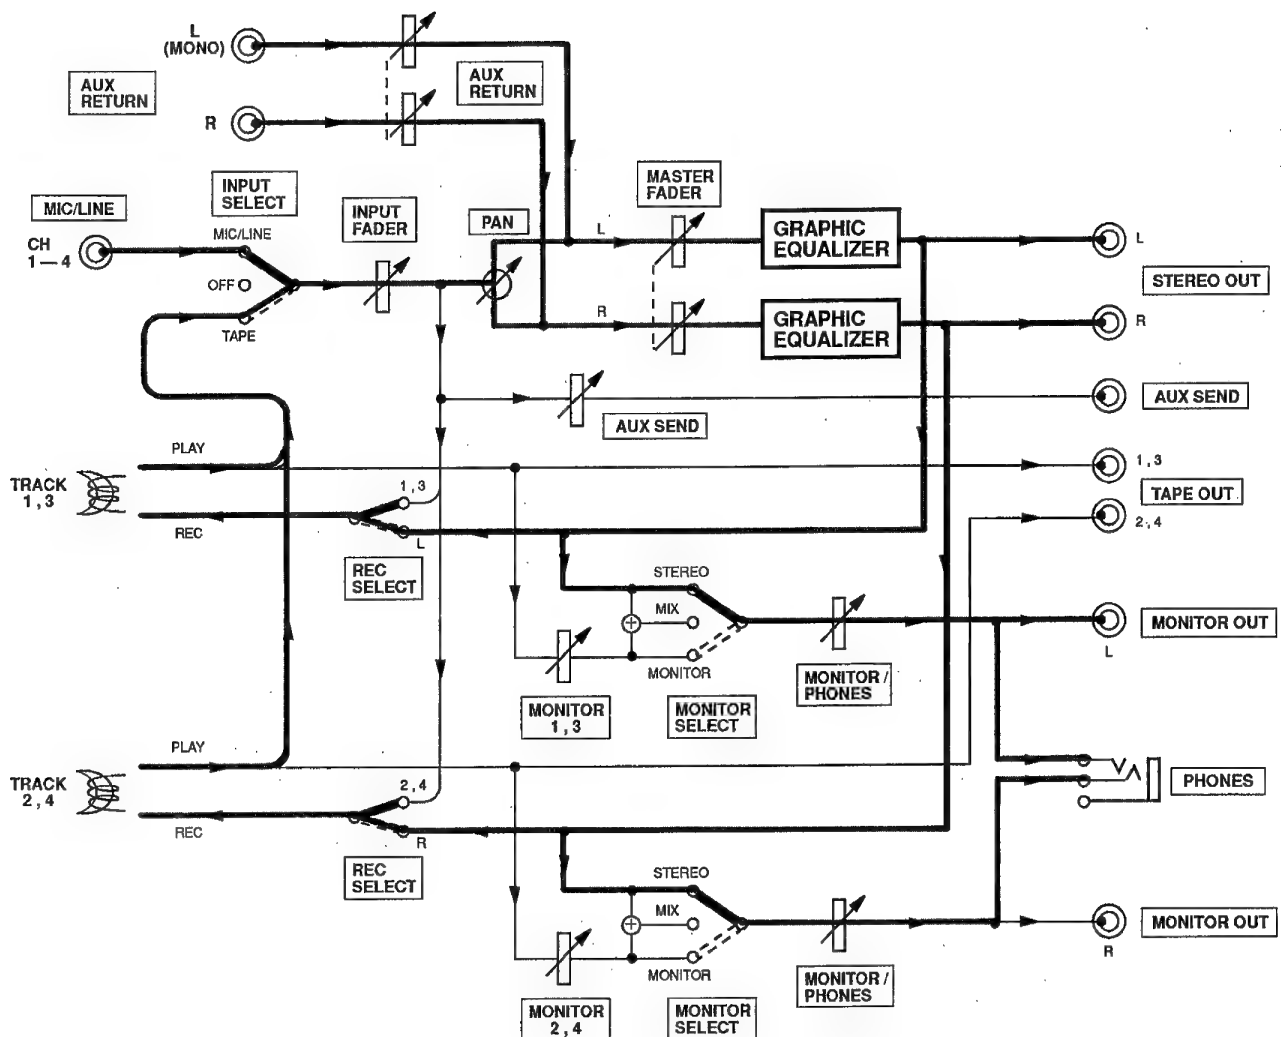 L
(MONO)
AUX
RETURN
AUX
RETURN
R
INPUT
SELECT
MASTER
FADER
MIC/LINE
INPUT
FADER
PAN
MIC/LINE
CH
1—4
L
GRAPHIC
EQUALIZER
L
STEREO OUT
OFF
TAPE
R
GRAPHIC
EQUALIZER
R
AUX SEND
AUX SEND
PLAY
TRACK
1,3
REC
1,3
L
REC
SELECT
1,3
TAPE OUT
2,4
STEREO
MIX
MONITOR
MONITOR
1,3
MONITOR
SELECT
MONITOR /
PHONES
MONITOR OUT
L
PLAY
TRACK
2,4
REC
2,4
R
REC
SELECT
PHONES
STEREO
MIX
MONITOR
MONITOR
2,4
MONITOR
SELECT
MONITOR /
PHONES
MONITOR OUT
R